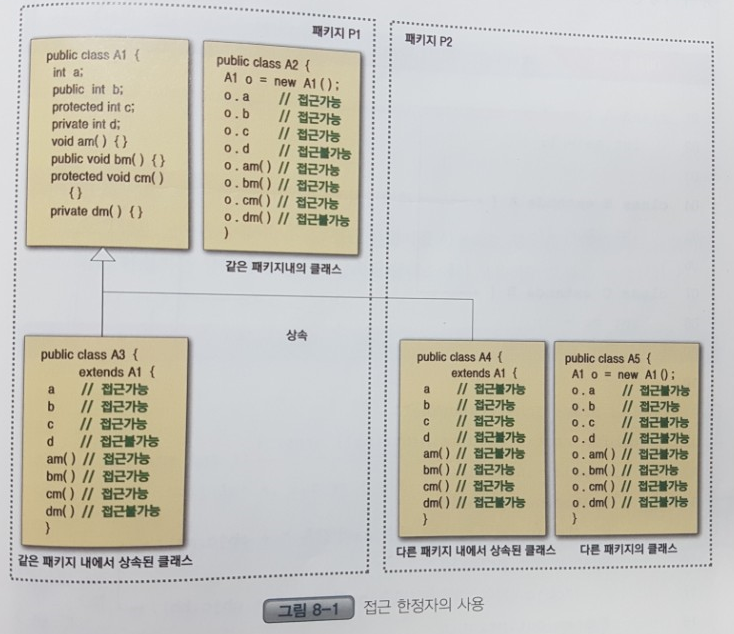 패키지 P1
public class A1 {
int a;
public int b;
protected int c;
private int d;
void am( ) { }
public void bm( ) { }
protected void cm( )
{ }
private dm( ) { }
public class A2 {
A1 o = new A1( );
o . a // 접근가능
o . b // 접근가능
o . c // 접근가능
o . d // 접근불가능
o . am( ) // 접근가능
o . bm( ) // 접근가능
o . cm( ) // 접근가능
o . dm( ) // 접근불가능
}
같은 패키지내의 클래스
상속
public class A3 {
extends A1 {
a // 접근가능
b // 접근가능
c // 접근가능
d // 접근불가능
am( ) // 접근가능
bm( ) // 접근가능
cm( ) // 접근가능
dm( ) // 접근불가능
}
같은 패키지 내에서 상속된 클래스
패키지 P2
public class A4 {
extends A1 {
a // 접근불가능
b // 접근가능
c // 접근가능
d // 접근불가능
am( ) // 접근불가능
bm( ) // 접근가능
cm( ) // 접근가능
dm( ) // 접근불가능
}
다른 패키지 내에서 상속된 클래스
public class A5 {
A1 o = new A1( );
o . a // 접근불가능
o . b // 접근가능
o . c // 접근불가능
o . d // 접근불가능
o . am( ) // 접근불가능
o . bm( ) // 접근가능
o . cm( ) // 접근불가능
o . dm( ) // 접근불가능
}
다른 패키지의 클래스
그림 8-1 접근 한정자의 사용